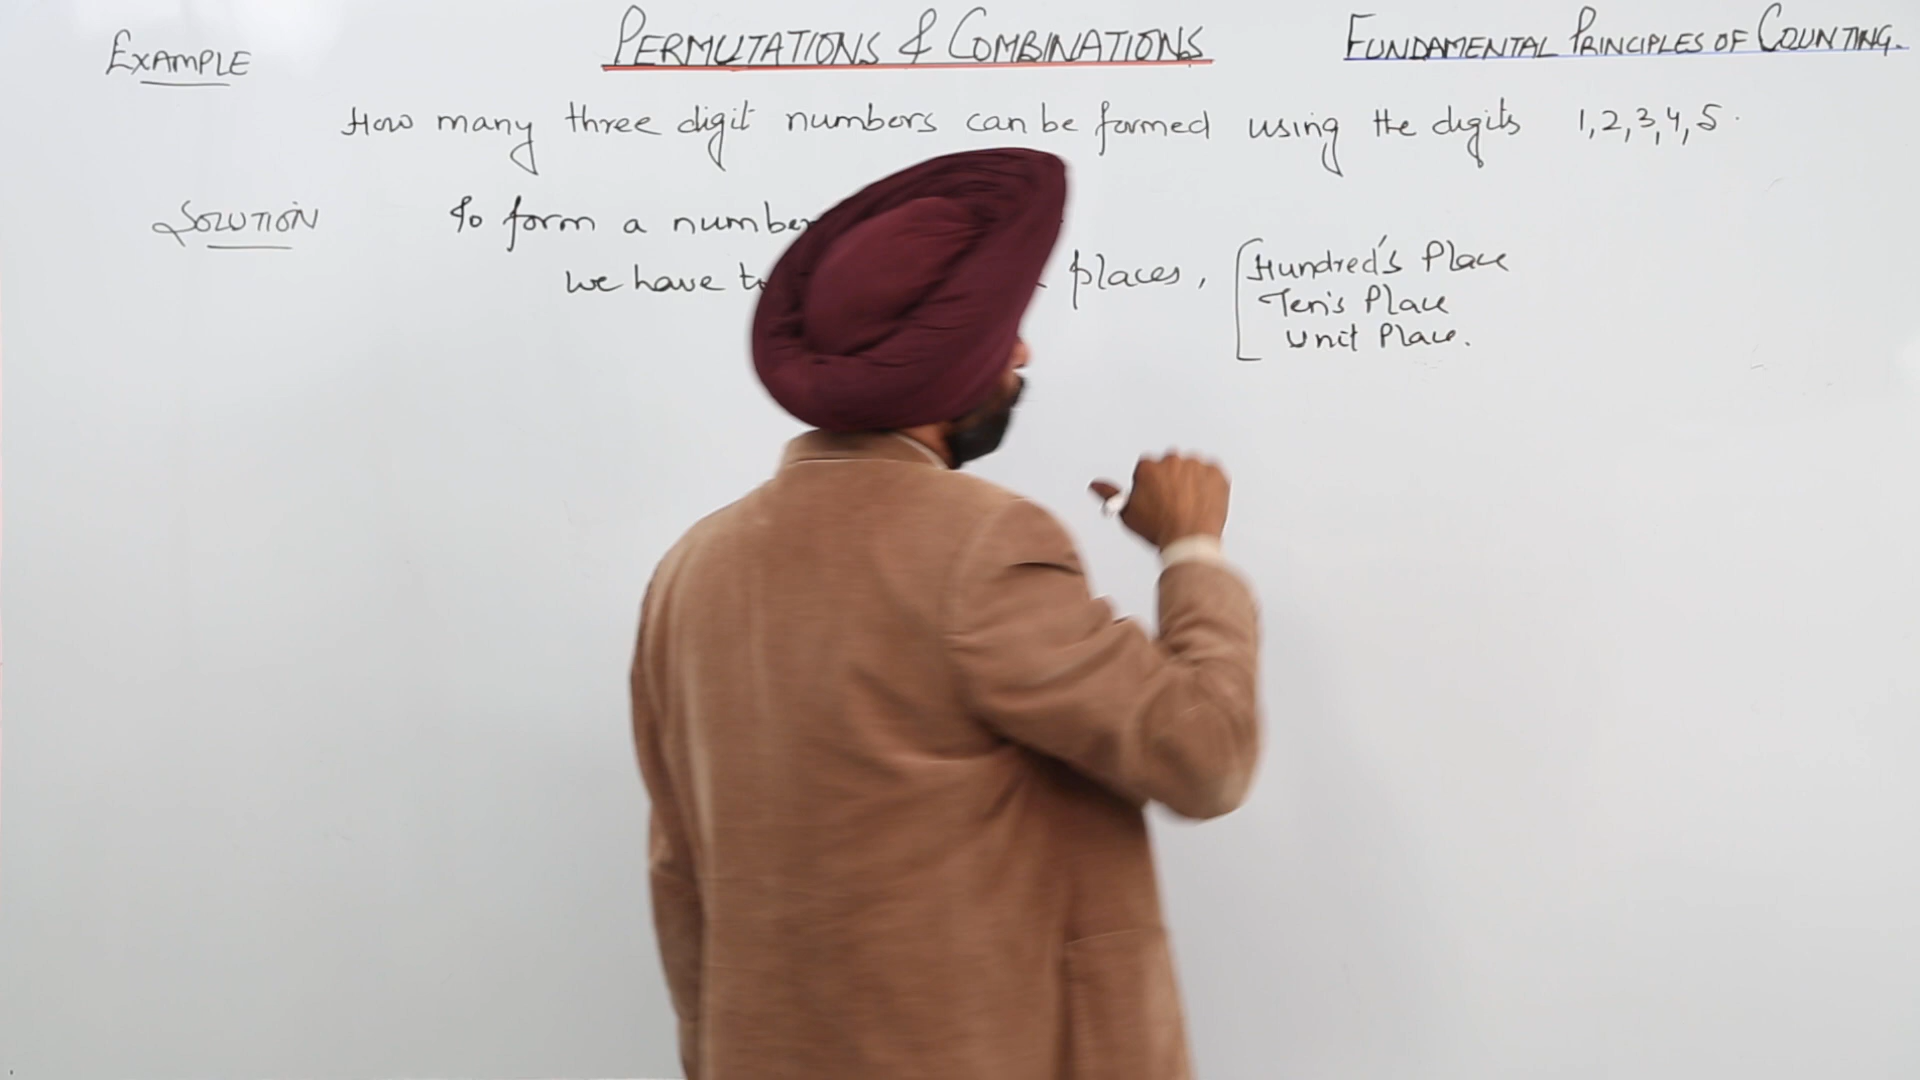 EXAMPLE
PERMUTATIONS & COMBINATIONS
FUNDAMENTAL PRINCIPLES OF COUNTING.
How many three digit numbers can be formed using the digits 1,2,3,4,5.
SOLUTION
To form a number
we have places,
Hundred's Place
Ten's Place
Unit Place.